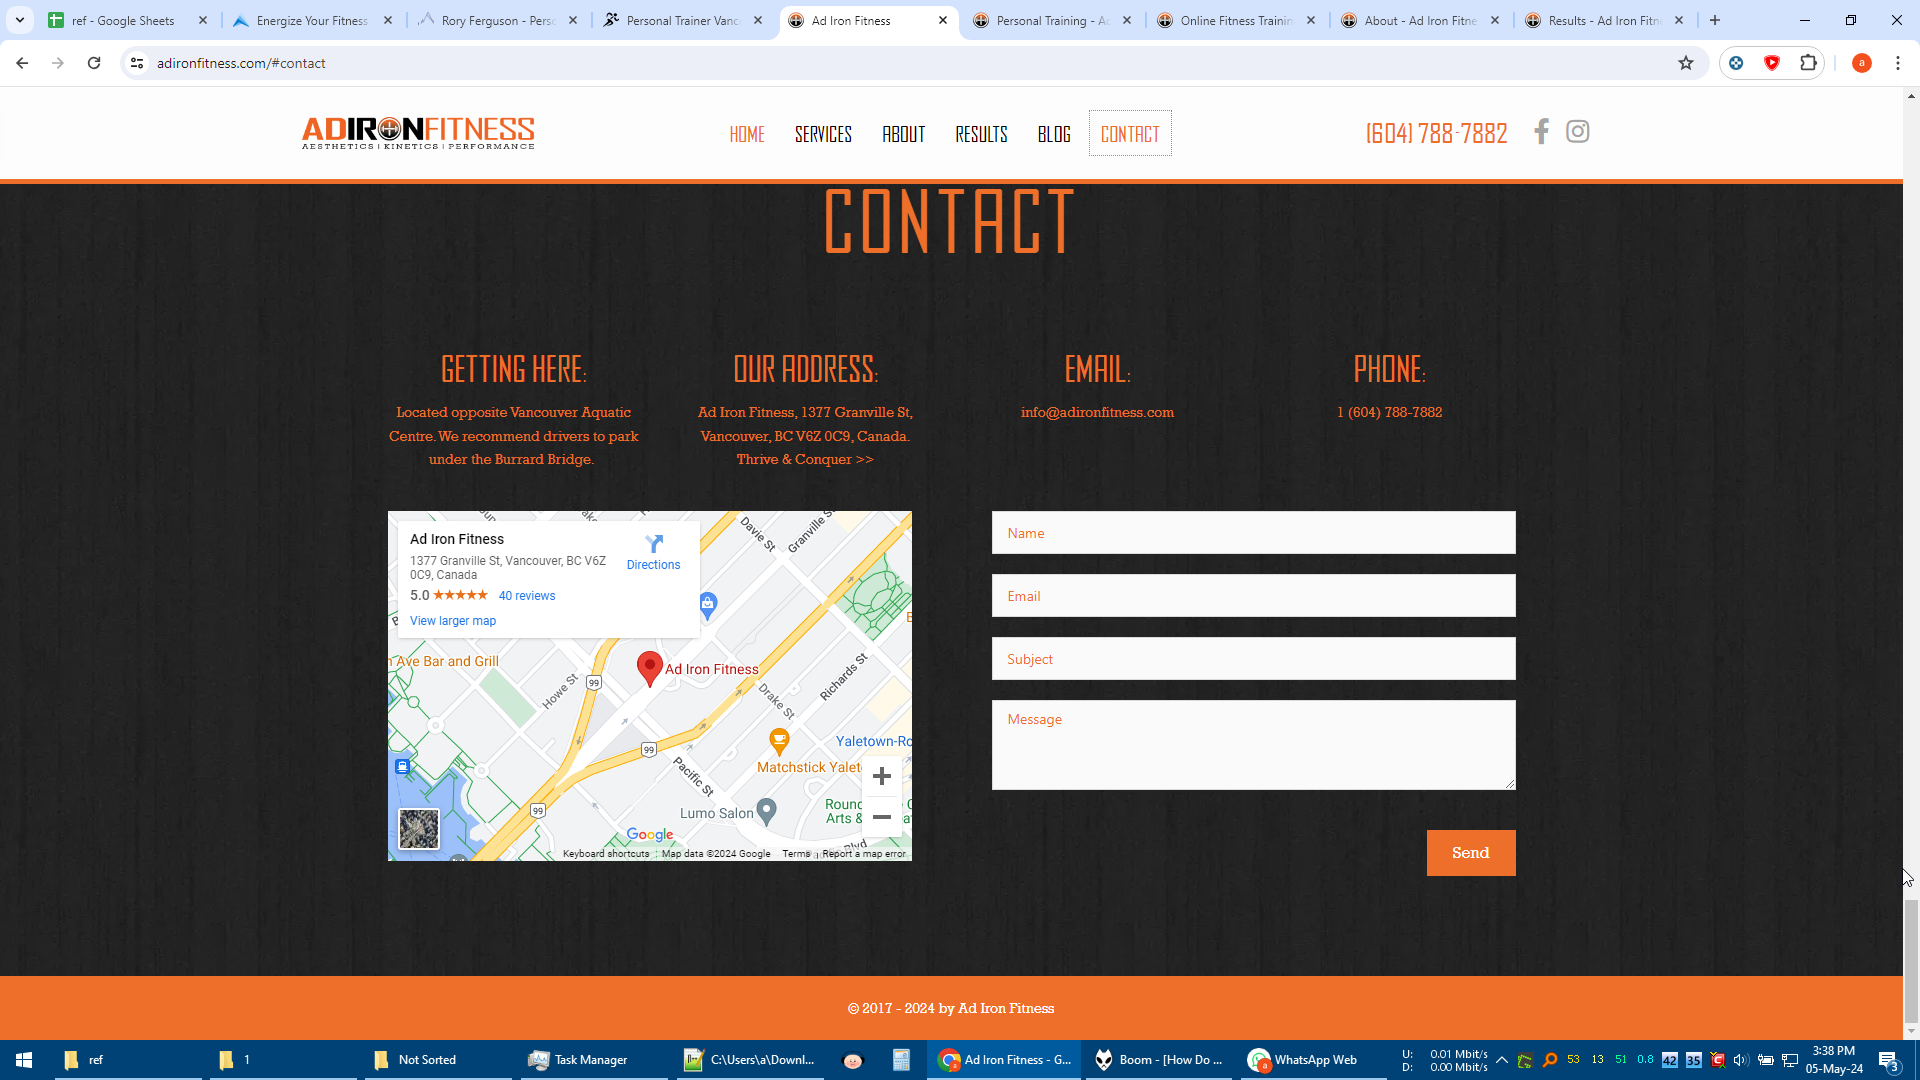 ref - Google Sheets
Energize Your Fitness
Rory Ferguson - Pers
Personal Trainer Vanc
Ad Iron Fitness
Personal Training - Ad
Online Fitness Trainin
About - Ad Iron Fitne
Results - Ad Iron Fitn
adironfitness.com/#contact
a
ADIRONFITNESS
AESTHETICS | KINETICS | PERFORMANCE
HOME
SERVICES
ABOUT
RESULTS
BLOG
CONTACT
(604) 788-7882
CONTACT
GETTING HERE:
Located opposite Vancouver Aquatic
Centre. We recommend drivers to park
under the Burrard Bridge.
OUR ADDRESS:
Ad Iron Fitness, 1377 Granville St,
Vancouver, BC V6Z 0C9, Canada.
Thrive & Conquer >>
EMAIL:
info@adironfitness.com
PHONE:
1 (604) 788-7882
Ad Iron Fitness
1377 Granville St, Vancouver, BC V6Z
0C9, Canada
5.0
40 reviews
View larger map
Directions
Davie St
Granville S
n Ave Bar and Grill
Ad Iron Fitness
Howe St
99
Richards St
Drake St
99
Yaletown-Ro
Matchstick Yalet
Pacific St
99
Lumo Salon
Roun
Arts &
Google
Keyboard shortcuts
Map data ©2024 Google
Terms
Report a map error
Name
Email
Subject
Message
Send
© 2017 - 2024 by Ad Iron Fitness
ref
1
Not Sorted
Task Manager
C:\Users\a\Downl...
Ad Iron Fitness - G...
Boom - [How Do ...
WhatsApp Web
U: 0.01 Mbit/s
D: 0.00 Mbit/s
53
13
51
0.8
42
35
3:38 PM
05-May-24
3